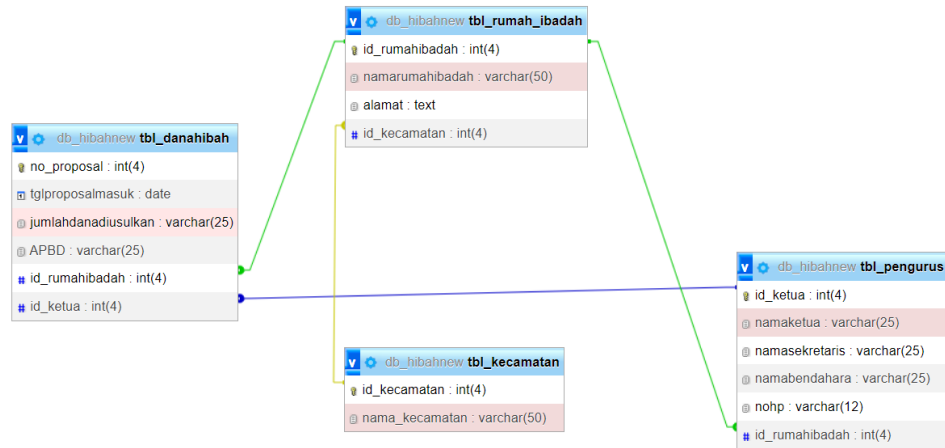 db_hibahnew tbl_rumah_ibadah
id_rumahibadah : int(4)
namarumahibadah : varchar(50)
alamat : text
id_kecamatan : int(4)
db_hibahnew tbl_danahibah
no_proposal : int(4)
tglproposalmasuk : date
jumlahdanadiusulkan : varchar(25)
APBD : varchar(25)
id_rumahibadah : int(4)
id_ketua : int(4)
db_hibahnew tbl_pengurus
id_ketua : int(4)
namaketua : varchar(25)
namasekretaris : varchar(25)
namabendahara : varchar(25)
nohp : varchar(12)
id_rumahibadah : int(4)
db_hibahnew tbl_kecamatan
id_kecamatan : int(4)
nama_kecamatan : varchar(50)